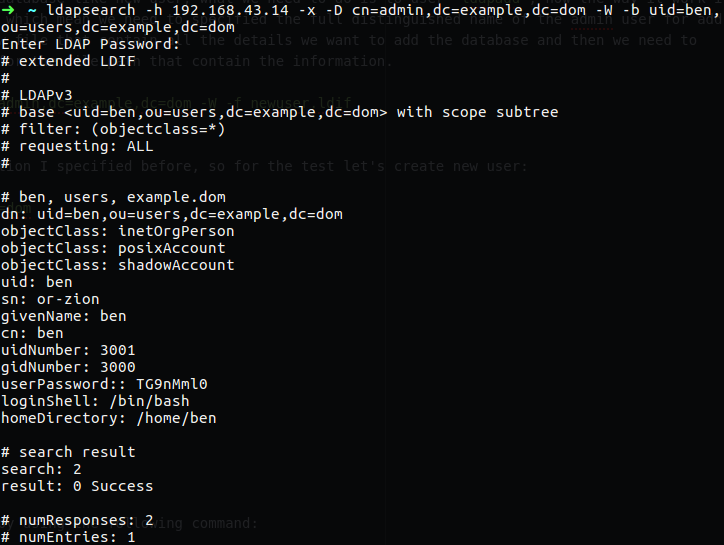 ➜ ~ ldapsearch -h 192.168.43.14 -x -D cn=admin,dc=example,dc=dom -W -b uid=ben,
ou=users,dc=example,dc=dom
Enter LDAP Password:
# extended LDIF
#
# LDAPv3
# base <uid=ben,ou=users,dc=example,dc=dom> with scope subtree
# filter: (objectclass=*)
# requesting: ALL
#
# ben, users, example.dom
dn: uid=ben,ou=users,dc=example,dc=dom
objectClass: inetOrgPerson
objectClass: posixAccount
objectClass: shadowAccount
uid: ben
sn: or-zion
givenName: ben
cn: ben
uidNumber: 3001
gidNumber: 3000
userPassword:: TG9nMml0
loginShell: /bin/bash
homeDirectory: /home/ben
# search result
search: 2
result: 0 Success
# numResponses: 2
# numEntries: 1